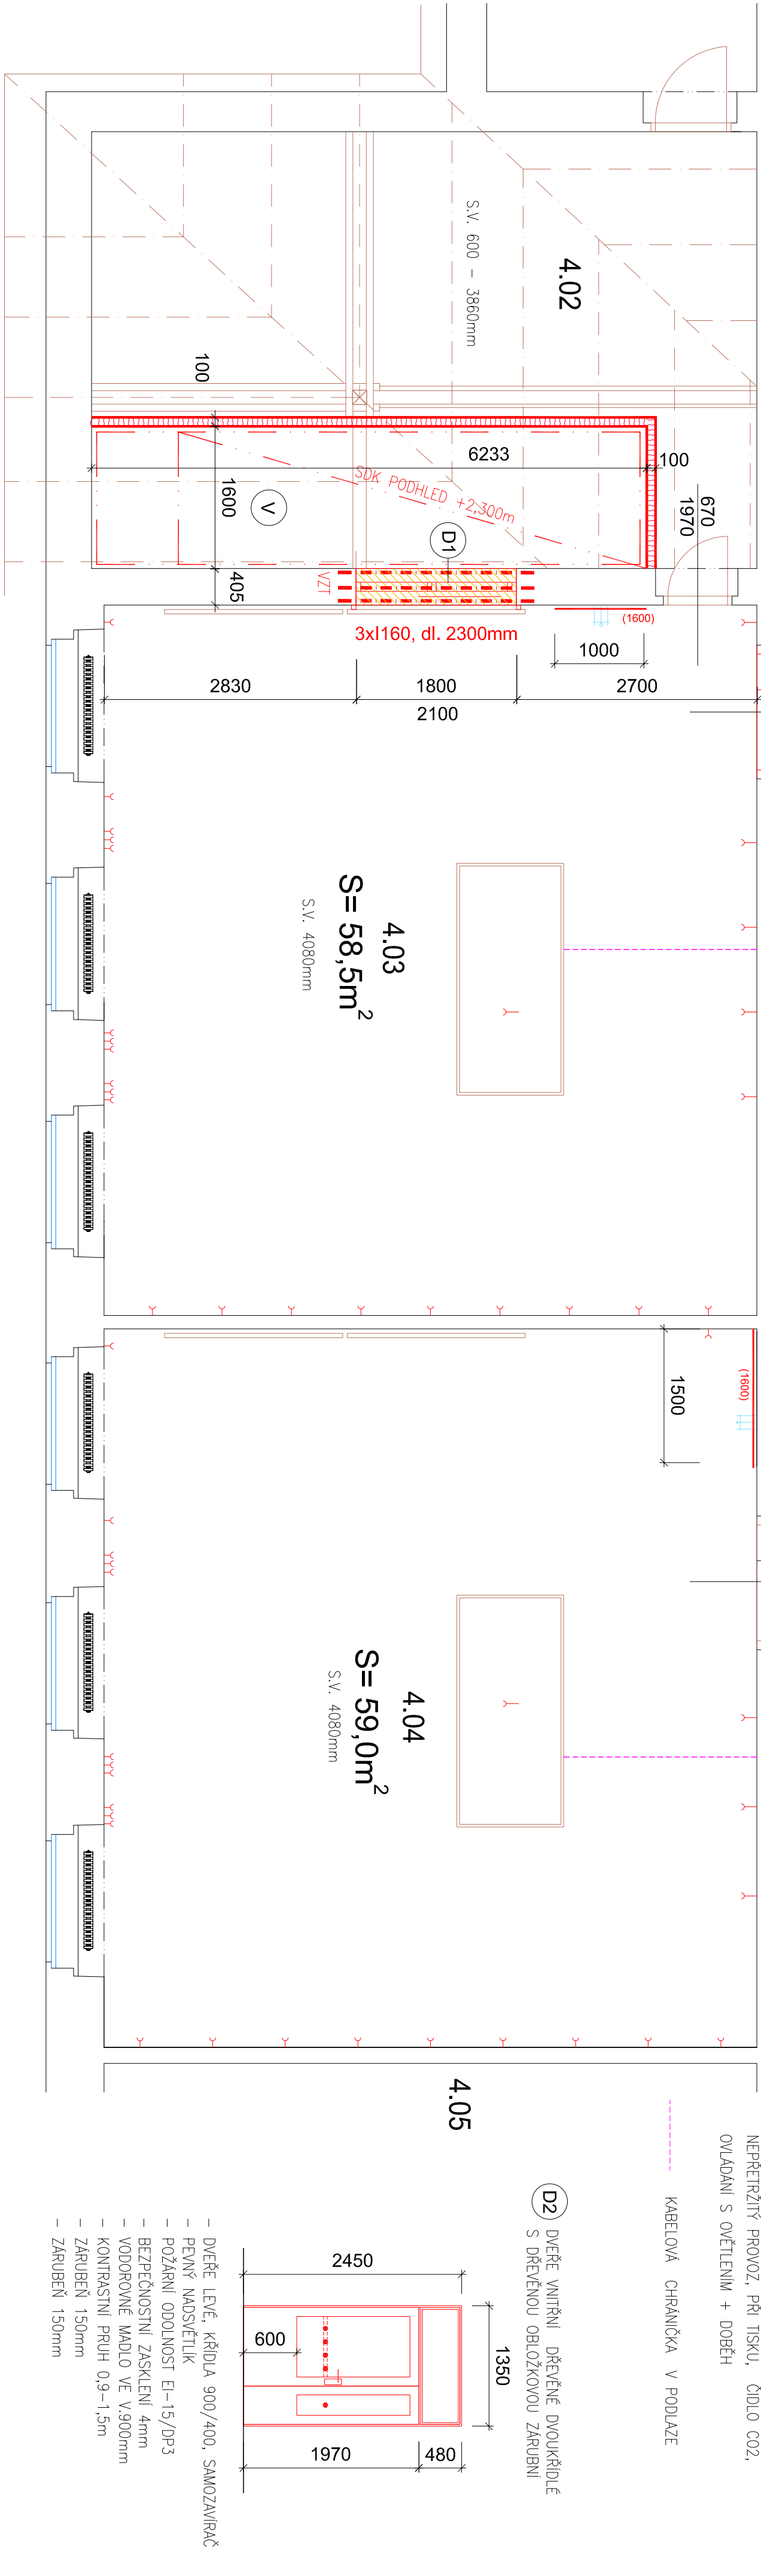 4.02
S.V. 600 - 3860mm
100
6233
100
670
1970
SDK PODHLED +2,300m
1600
V
D1
405
VZT
3xI160, dl. 2300mm
(1600)
1000
2830
1800
2100
2700
4.03
S= 58,5m²
S.V. 4080mm
(1600)
1500
4.04
S= 59,0m²
S.V. 4080mm
4.05
NEPŘETRŽITÝ PROVOZ, PŘI TISKU, ČIDLO CO2,
OVLÁDÁNÍ S OVĚTLENÍM + DOBĚH
KABELOVÁ CHRÁNIČKA V PODLAZE
D2
DVEŘE VNITŘNÍ DŘEVĚNÉ DVOUKŘÍDLÉ
S DŘEVĚNOU OBLOŽKOVOU ZÁRUBNÍ
2450
1350
600
1970
480
- DVEŘE LEVÉ, KŘÍDLA 900/400, SAMOZAVÍRAČ
- PEVNÝ NADSVĚTLÍK
- POŽÁRNÍ ODOLNOST EI-15/DP3
- BEZPEČNOSTNÍ ZASKLENÍ 4mm
- VODOROVNÉ MADLO VE V.900mm
- KONTRASTNÍ PRUH 0,9-1,5m
- ZÁRUBEŇ 150mm
- ZÁRUBEŇ 150mm